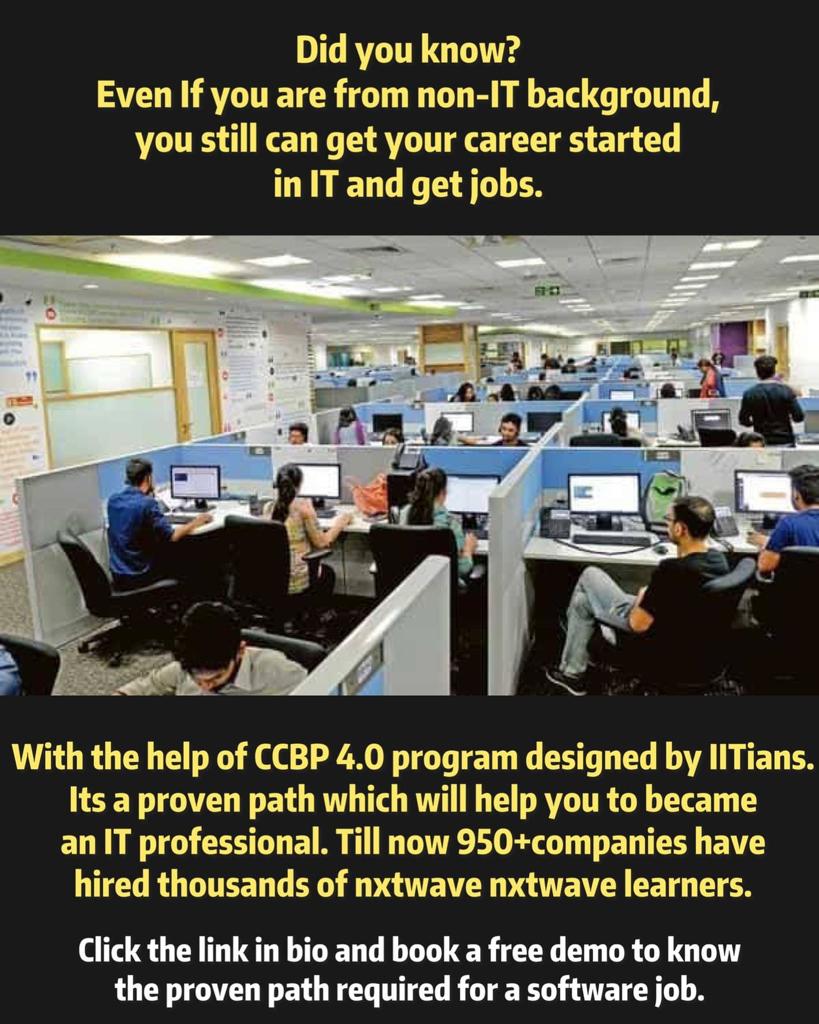 Did you know?
Even If you are from non-IT background,
you still can get your career started
in IT and get jobs.
With the help of CCBP 4.0 program designed by IITians.
Its a proven path which will help you to became
an IT professional. Till now 950+companies have
hired thousands of nxtwave nxtwave learners.
Click the link in bio and book a free demo to know
the proven path required for a software job.